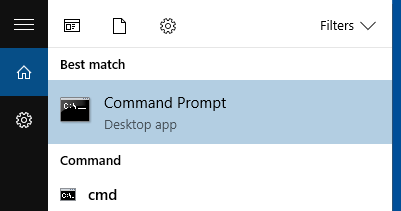 Filters
Best match
Command Prompt
Desktop app
Command
cmd